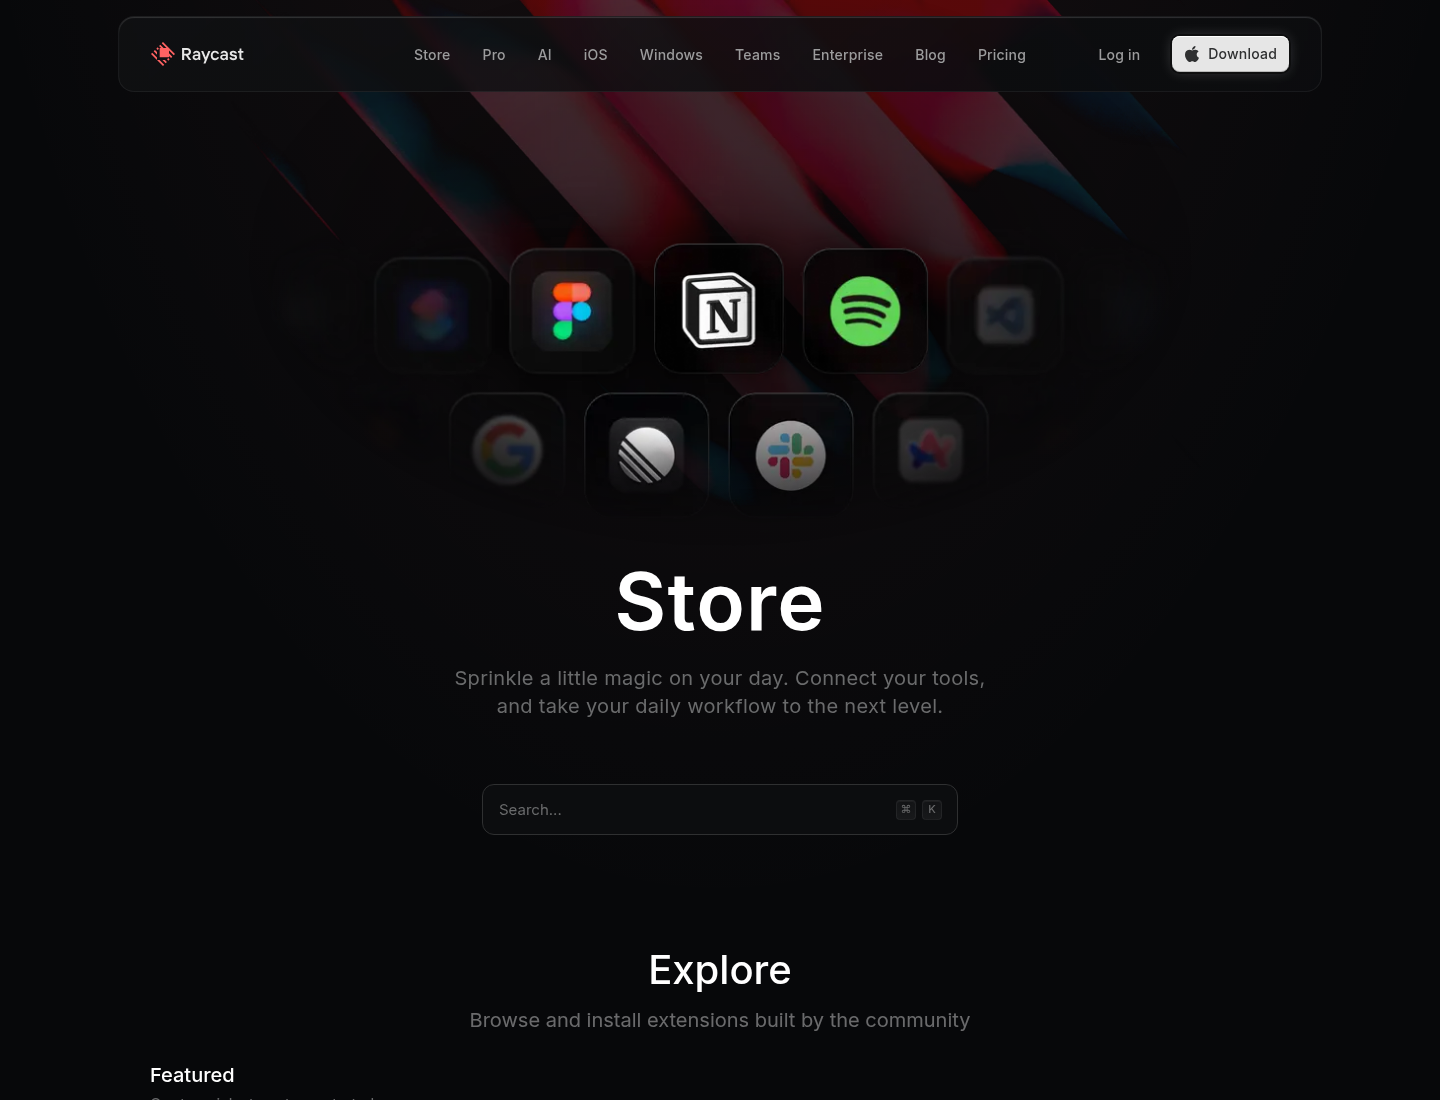 Raycast
Store
Pro
AI
iOS
Windows
Teams
Enterprise
Blog
Pricing
Log in
Download
N
G
Store
Sprinkle a little magic on your day. Connect your tools,
and take your daily workflow to the next level.
Search...
⌘ K
Explore
Browse and install extensions built by the community
Featured